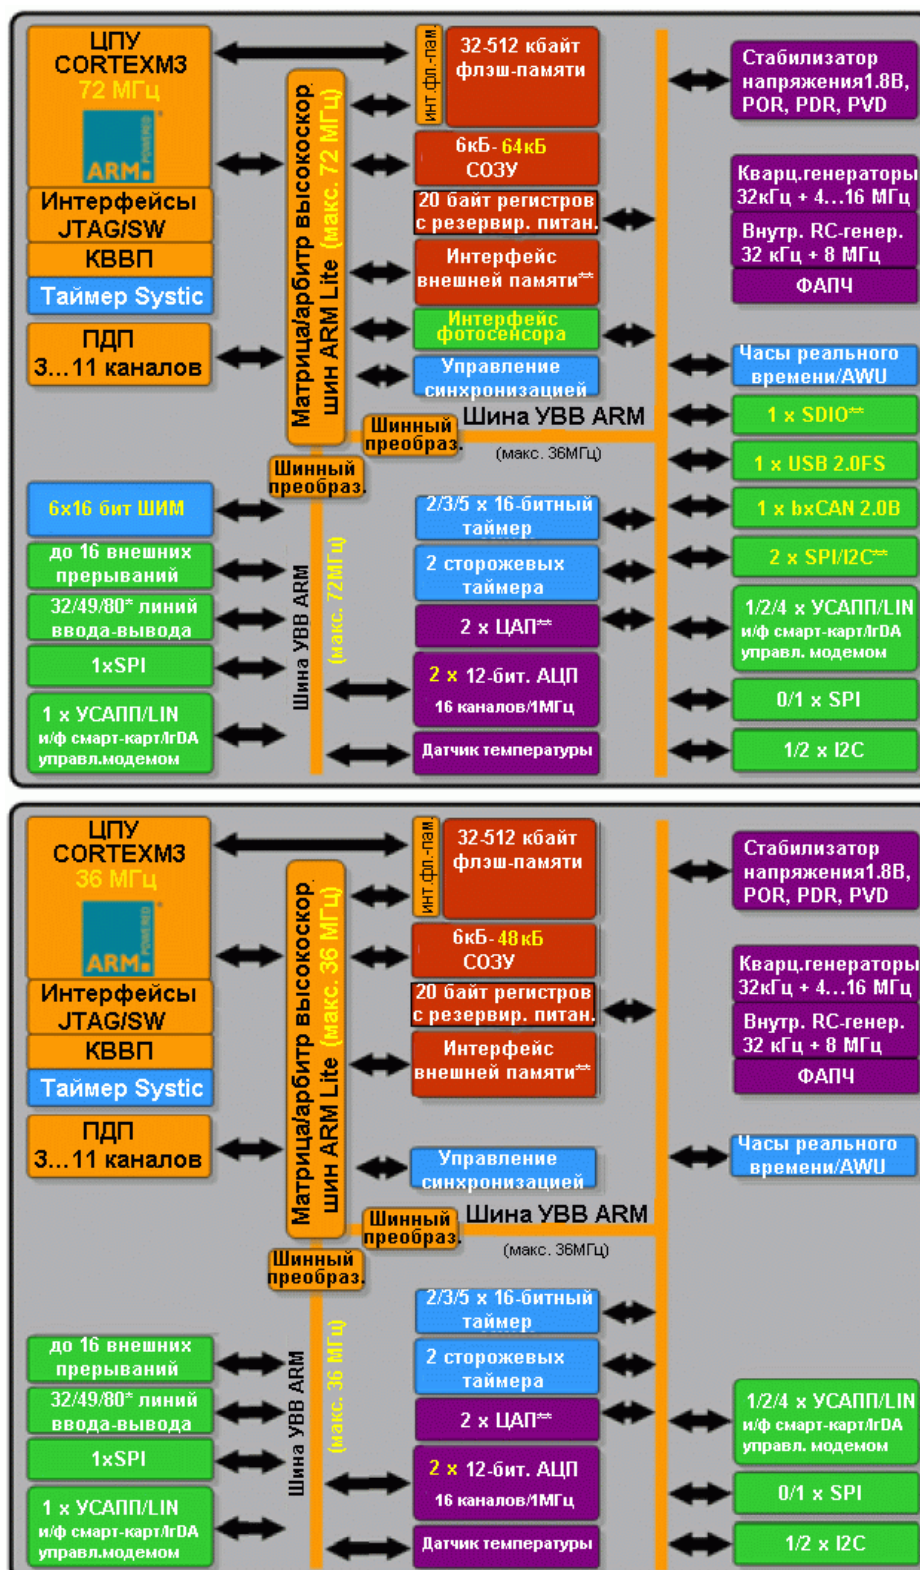 ЦПУ
CORTEXM3
72 МГц
ARM
POWERED
Интерфейсы
JTAG/SW
КВВП
Таймер Systic
ПДП
3...11 каналов
Матрица/арбитр высокоскор.
шин ARM Lite (макс. 72 МГц)
инт.фл.-пам.
32-512 кбайт
флэш-памяти
6кБ-64кБ
СОЗУ
20 байт регистров
с резервир. питан.
Интерфейс
внешней памяти**
Интерфейс
фотосенсора
Управление
синхронизацией
Шинный
преобраз.
Шина УВВ ARM
(макс. 36МГц)
Шинный
преобраз.
Стабилизатор
напряжения1.8В,
POR, PDR, PVD
Кварц.генераторы
32кГц + 4...16 МГц
Внутр. RC-генер.
32 кГц + 8 МГц
ФАПЧ
Часы реального
времени/AWU
1 x SDIO**
1 x USB 2.0FS
1 x bxCAN 2.0B
2 x SPI/I2C**
1/2/4 x УСАПП/LIN
и/ф смарт-карт/IrDA
управл. модемом
0/1 x SPI
1/2 x I2C
6x16 бит ШИМ
до 16 внешних
прерываний
32/49/80* линий
ввода-вывода
1xSPI
1 x УСАПП/LIN
и/ф смарт-карт/IrDA
управл.модемом
Шина УВВ ARM
(макс. 72МГц)
2/3/5 x 16-битный
таймер
2 сторожевых
таймера
2 x ЦАП**
2 x 12-бит. АЦП
16 каналов/1МГц
Датчик температуры
ЦПУ
CORTEXM3
36 МГц
ARM
POWERED
Интерфейсы
JTAG/SW
КВВП
Таймер Systic
ПДП
3...11 каналов
Матрица/арбитр высокоскор.
шин ARM Lite (макс. 36 МГц)
инт.фл.-пам.
32-512 кбайт
флэш-памяти
6кБ-48кБ
СОЗУ
20 байт регистров
с резервир. питан.
Интерфейс
внешней памяти**
Управление
синхронизацией
Шинный
преобраз.
Шина УВВ ARM
(макс. 36МГц)
Шинный
преобраз.
Стабилизатор
напряжения1.8В,
POR, PDR, PVD
Кварц.генераторы
32кГц + 4...16 МГц
Внутр. RC-генер.
32 кГц + 8 МГц
ФАПЧ
Часы реального
времени/AWU
до 16 внешних
прерываний
32/49/80* линий
ввода-вывода
1xSPI
1 x УСАПП/LIN
и/ф смарт-карт/IrDA
управл.модемом
Шина УВВ ARM
(макс. 36 МГц)
2/3/5 x 16-битный
таймер
2 сторожевых
таймера
2 x ЦАП**
2 x 12-бит. АЦП
16 каналов/1МГц
Датчик температуры
1/2/4 x УСАПП/LIN
и/ф смарт-карт/IrDA
управл. модемом
0/1 x SPI
1/2 x I2C